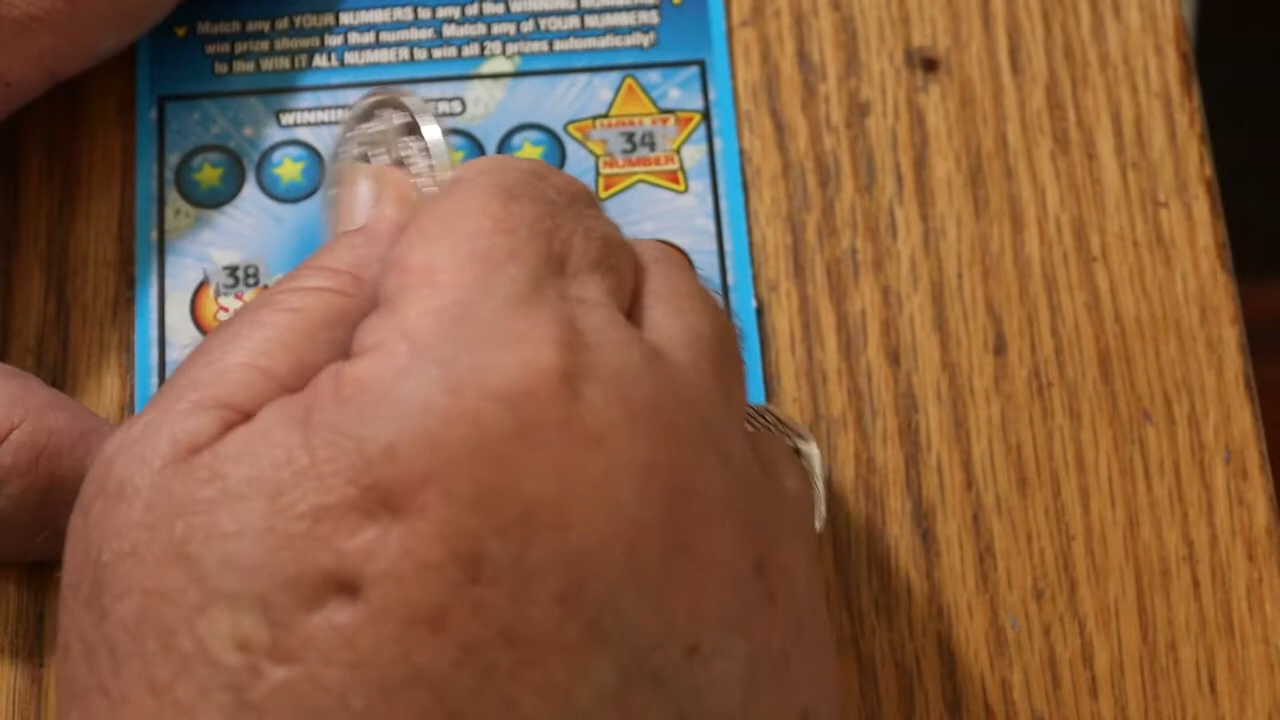 Match any of YOUR NUMBERS to any of the WINNING NUMBERS,
win prize shown for that number. Match any of YOUR NUMBERS
to the WIN IT ALL NUMBER to win all 20 prizes automatically!
34
NUMBER
38